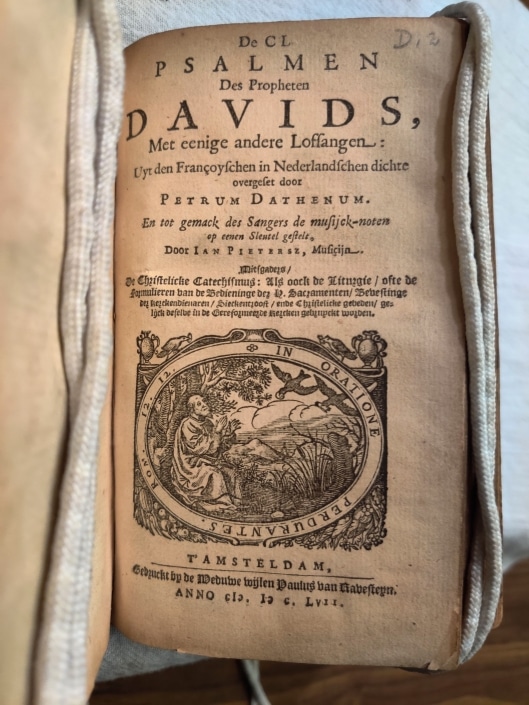 D,2
De CL
PSALMEN
Des Propheten
DAVIDS,
Met eenige andere Loffangen:
Uyt den Françoyſchen in Nederlandſchen dichte
overgeſet door
PETRUM DATHENUM.
En tot gemack des Sangers de muſijck-noten
op eenen Sleutel geſtelt,
Door IAN PIETERSZ, Muſicijn.
Mitſgaders/
De Chriſtelicke Catechiſmus: Als oock de Liturgie / ofte de
Formulieren van de Bedieninge der H. Sacramenten/ Beveſtinge
der Kerckendienaren/ Sieckentrooſt/ ende Chriſtelicke gebeden/ ge-
lijck deſelve in de Gereformeerde Kercken gebruyckt worden.
IN ORATIONE
PERDURANTES.
ROM. 12. 12.
T'AMSTELDAM,
Gedruckt by de Weduwe wijlen Paulus van Raveſteyn.
ANNO cIɔ. Iɔ c. LVII.